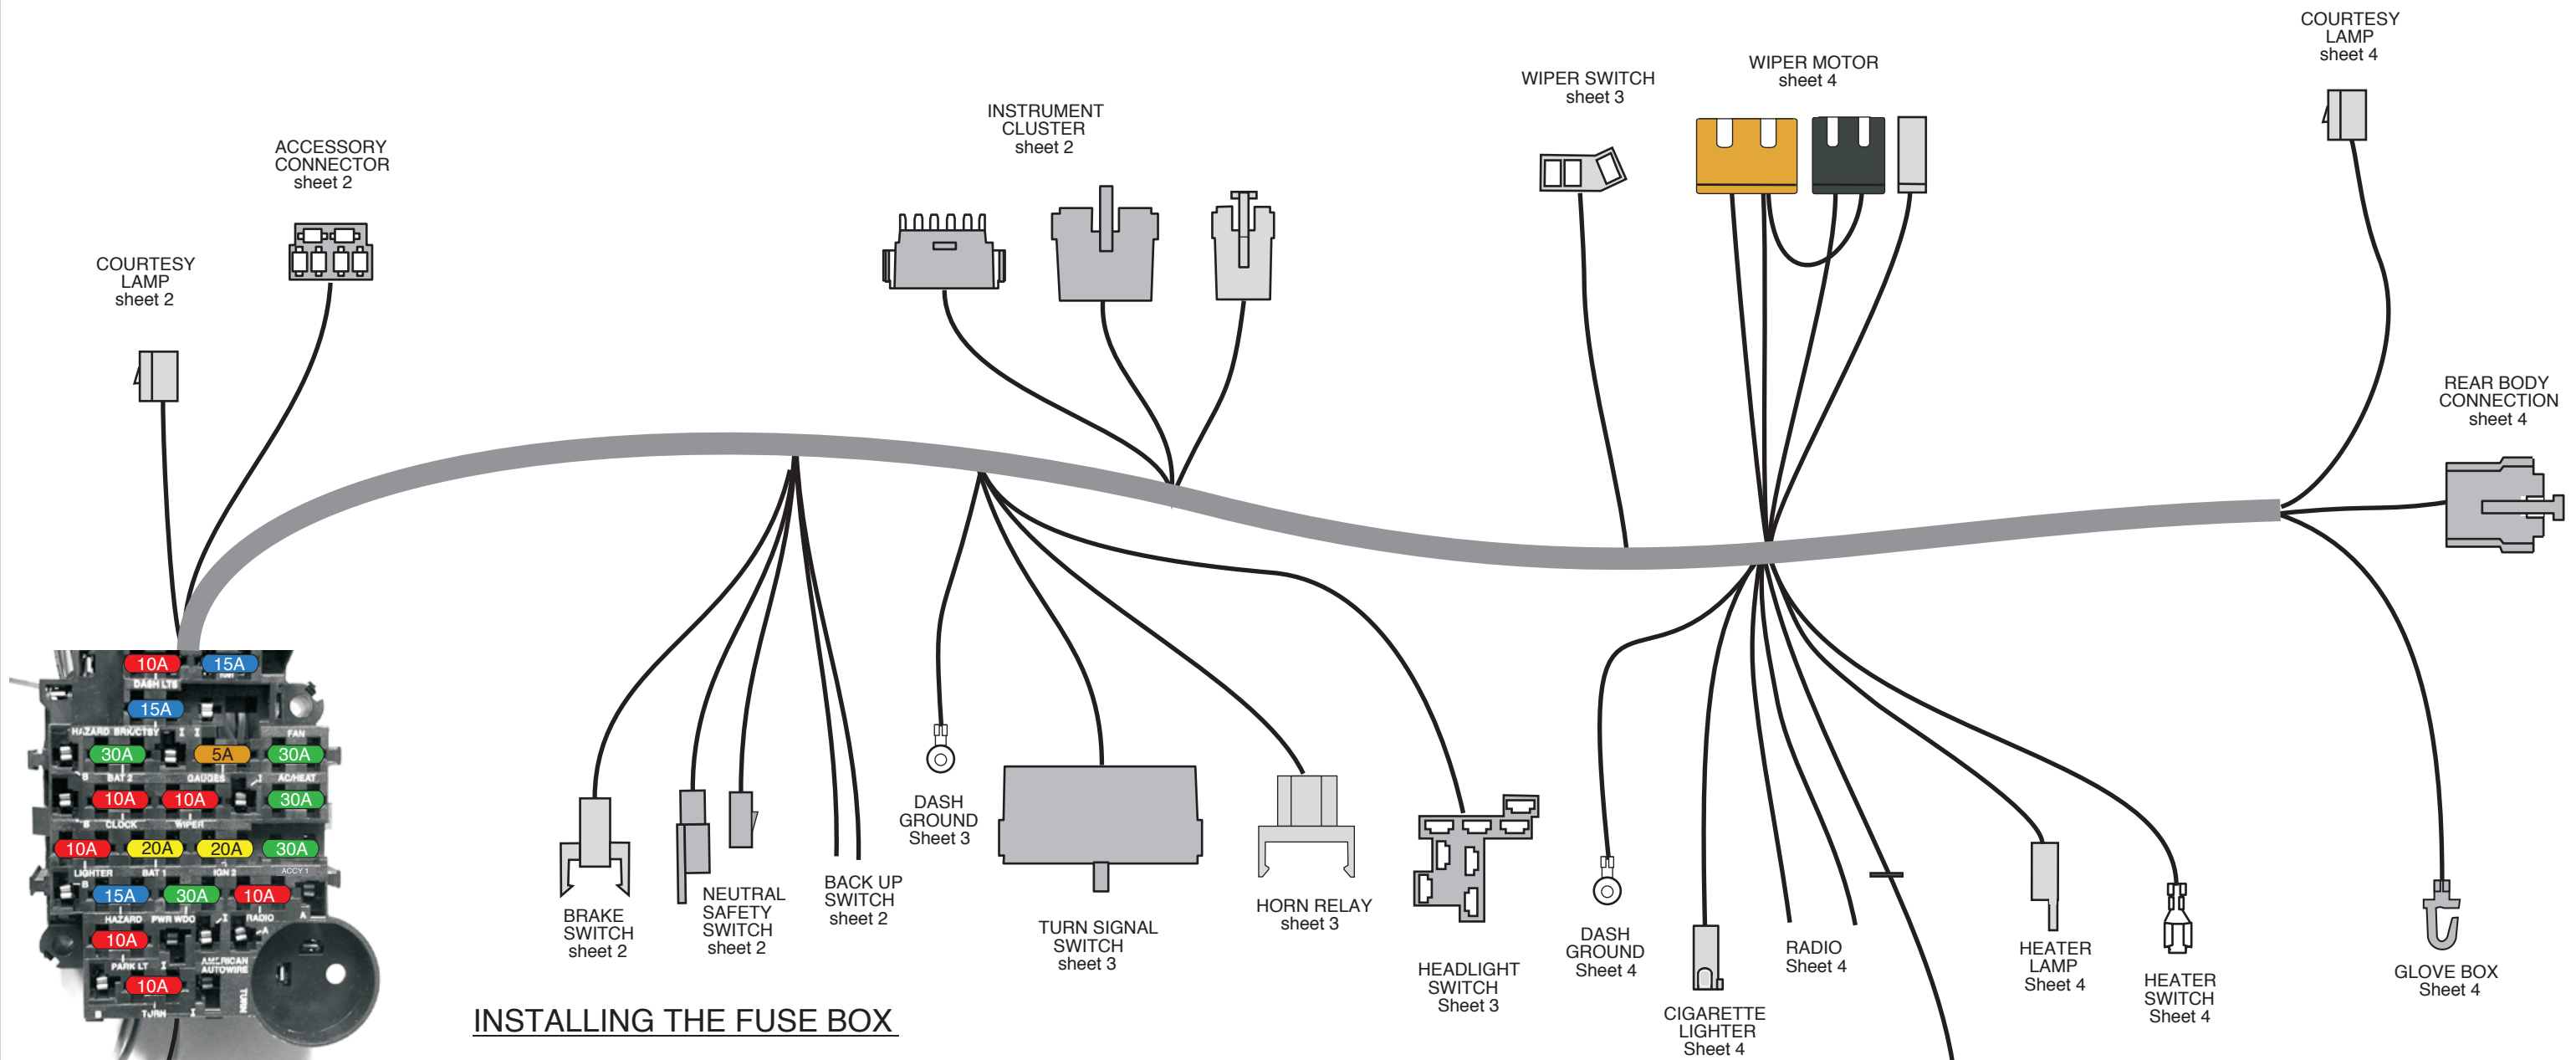 COURTESY
LAMP
sheet 4
WIPER MOTOR
sheet 4
WIPER SWITCH
sheet 3
INSTRUMENT
CLUSTER
sheet 2
ACCESSORY
CONNECTOR
sheet 2
COURTESY
LAMP
sheet 2
REAR BODY
CONNECTION
sheet 4
10A 15A
DASH LTS
15A
HAZARD BRK/CTSY I I FAN
30A 5A 30A
B BAT 2 GAUGES I AC/HEAT
10A 10A 30A
B CLOCK WIPER
10A 20A 20A 30A
LIGHTER BAT 1 IGN 2 ACCY 1
B
15A 30A 10A
HAZARD PWR WDO I RADIO A
A
10A
PARK LT I AMERICAN
AUTOWIRE
10A
TURN
B TURN I
BRAKE
SWITCH
sheet 2
NEUTRAL
SAFETY
SWITCH
sheet 2
BACK UP
SWITCH
sheet 2
DASH
GROUND
Sheet 3
TURN SIGNAL
SWITCH
sheet 3
HORN RELAY
sheet 3
HEADLIGHT
SWITCH
Sheet 3
DASH
GROUND
Sheet 4
CIGARETTE
LIGHTER
Sheet 4
RADIO
Sheet 4
HEATER
LAMP
Sheet 4
HEATER
SWITCH
Sheet 4
GLOVE BOX
Sheet 4
INSTALLING THE FUSE BOX